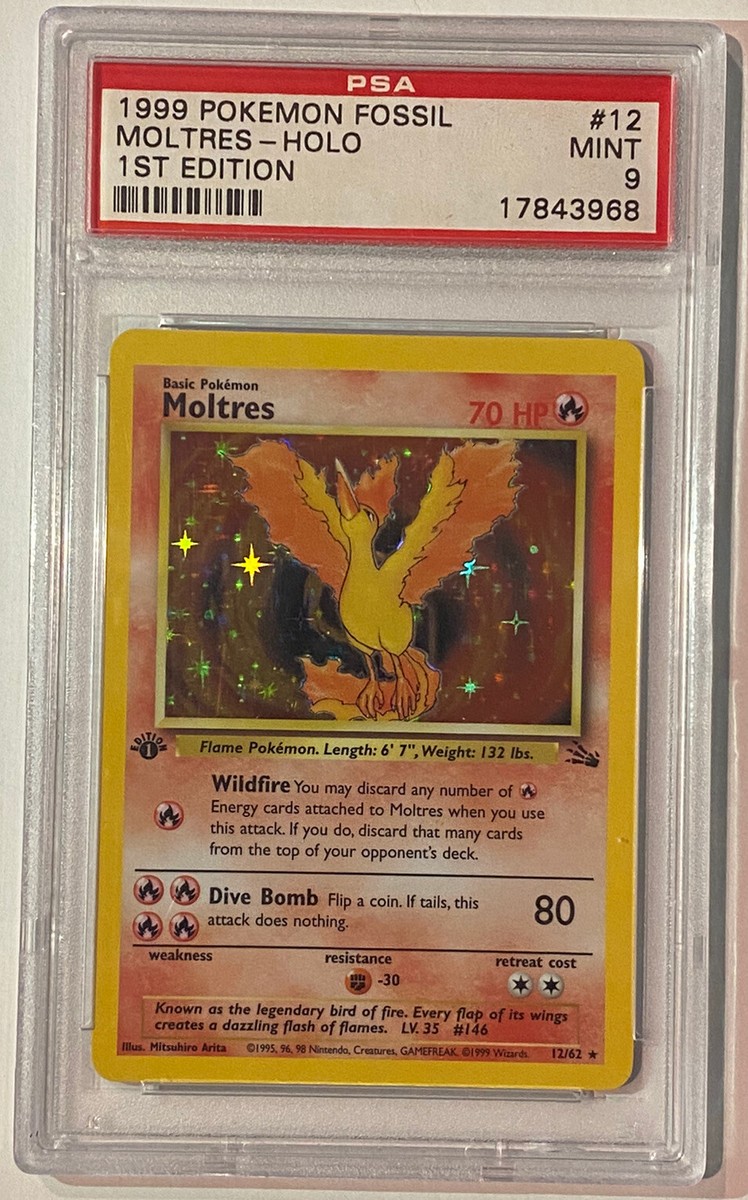 PSA
1999 POKEMON FOSSIL #12
MOLTRES - HOLO MINT
1ST EDITION 9
17843968
Basic Pokémon
Moltres 70 HP
EDITION
1
Flame Pokémon. Length: 6' 7", Weight: 132 lbs.
Wildfire You may discard any number of
Energy cards attached to Moltres when you use
this attack. If you do, discard that many cards
from the top of your opponent's deck.
Dive Bomb Flip a coin. If tails, this 80
attack does nothing.
weakness resistance retreat cost
-30
Known as the legendary bird of fire. Every flap of its wings
creates a dazzling flash of flames. LV. 35 #146
Illus. Mitsuhiro Arita ©1995, 96, 98 Nintendo, Creatures, GAMEFREAK. ©1999 Wizards. 12/62 ★